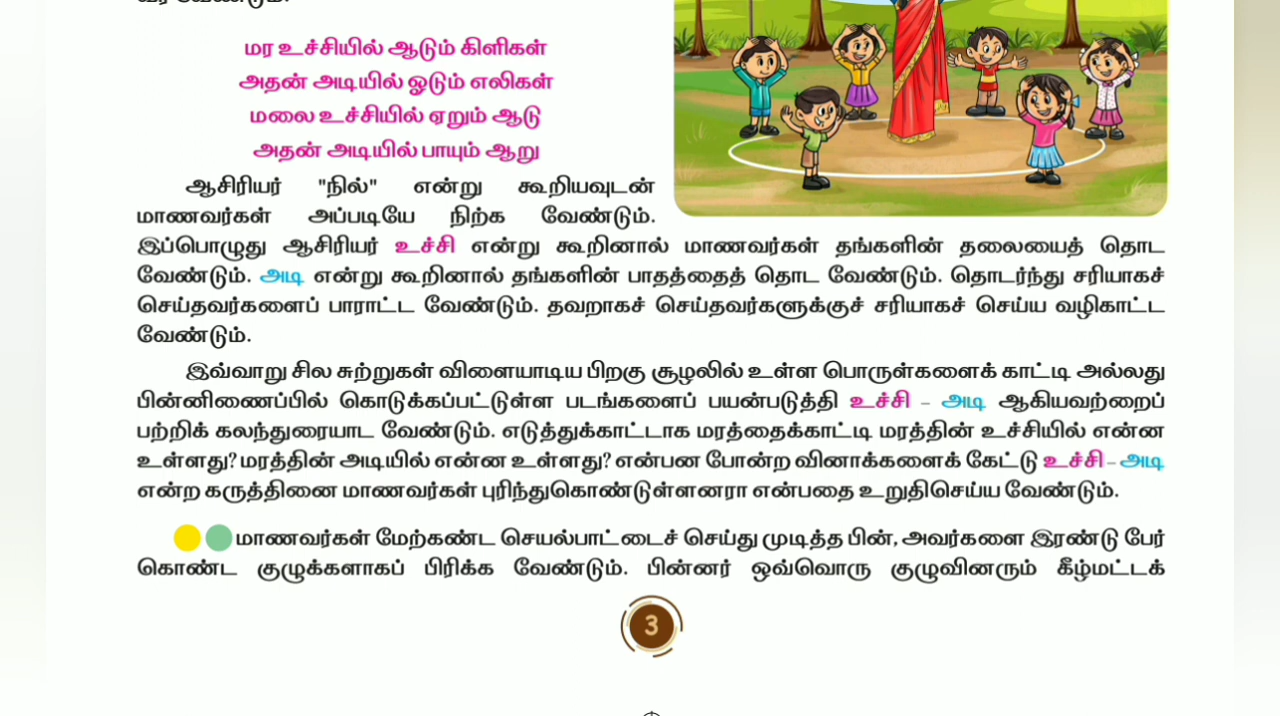 மர உச்சியில் ஆடும் கிளிகள்
அதன் அடியில் ஓடும் எலிகள்
மலை உச்சியில் ஏறும் ஆடு
அதன் அடியில் பாயும் ஆறு
ஆசிரியர் "நில்" என்று கூறியவுடன்
மாணவர்கள் அப்படியே நிற்க வேண்டும்.
இப்பொழுது ஆசிரியர் உச்சி என்று கூறினால் மாணவர்கள் தங்களின் தலையைத் தொட
வேண்டும். அடி என்று கூறினால் தங்களின் பாதத்தைத் தொட வேண்டும். தொடர்ந்து சரியாகச்
செய்தவர்களைப் பாராட்ட வேண்டும். தவறாகச் செய்தவர்களுக்குச் சரியாகச் செய்ய வழிகாட்ட
வேண்டும்.
இவ்வாறு சில சுற்றுகள் விளையாடிய பிறகு சூழலில் உள்ள பொருள்களைக் காட்டி அல்லது
பின்னிணைப்பில் கொடுக்கப்பட்டுள்ள படங்களைப் பயன்படுத்தி உச்சி – அடி ஆகியவற்றைப்
பற்றிக் கலந்துரையாட வேண்டும். எடுத்துக்காட்டாக மரத்தைக்காட்டி மரத்தின் உச்சியில் என்ன
உள்ளது? மரத்தின் அடியில் என்ன உள்ளது? என்பன போன்ற வினாக்களைக் கேட்டு உச்சி – அடி
என்ற கருத்தினை மாணவர்கள் புரிந்துகொண்டுள்ளனரா என்பதை உறுதிசெய்ய வேண்டும்.
மாணவர்கள் மேற்கண்ட செயல்பாட்டைச் செய்து முடித்த பின், அவர்களை இரண்டு பேர்
கொண்ட குழுக்களாகப் பிரிக்க வேண்டும். பின்னர் ஒவ்வொரு குழுவினரும் கீழ்மட்டக்
3